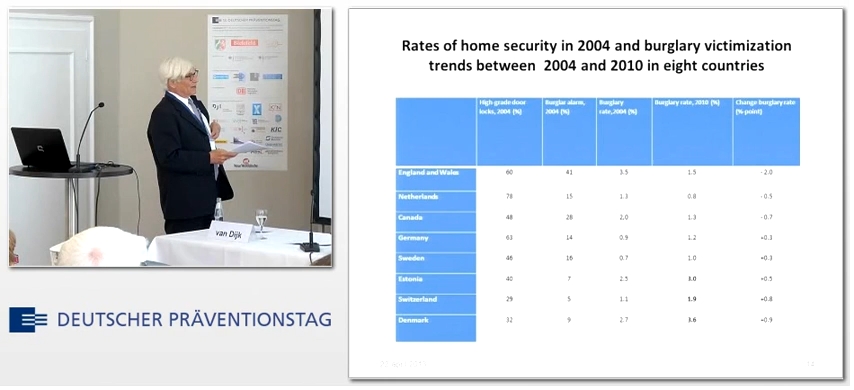 van Dijk
DEUTSCHER PRÄVENTIONSTAG
Rates of home security in 2004 and burglary victimization
trends between 2004 and 2010 in eight countries
High grade door locks, 2004 (%) Burglar alarm, 2004 (%) Burglary rate, 2004 (%) Burglary rate, 2010 (%) Change burglary rate (%-point)
England and Wales 60 41 3.5 1.5 - 2.0
Netherlands 78 15 1.3 0.8 - 0.5
Canada 48 28 2.0 1.3 - 0.7
Germany 63 14 0.9 1.2 +0.3
Sweden 46 16 0.7 1.0 +0.3
Estonia 40 7 2.5 3.0 +0.5
Switzerland 29 5 1.1 1.9 +0.8
Denmark 32 9 2.7 3.6 +0.9